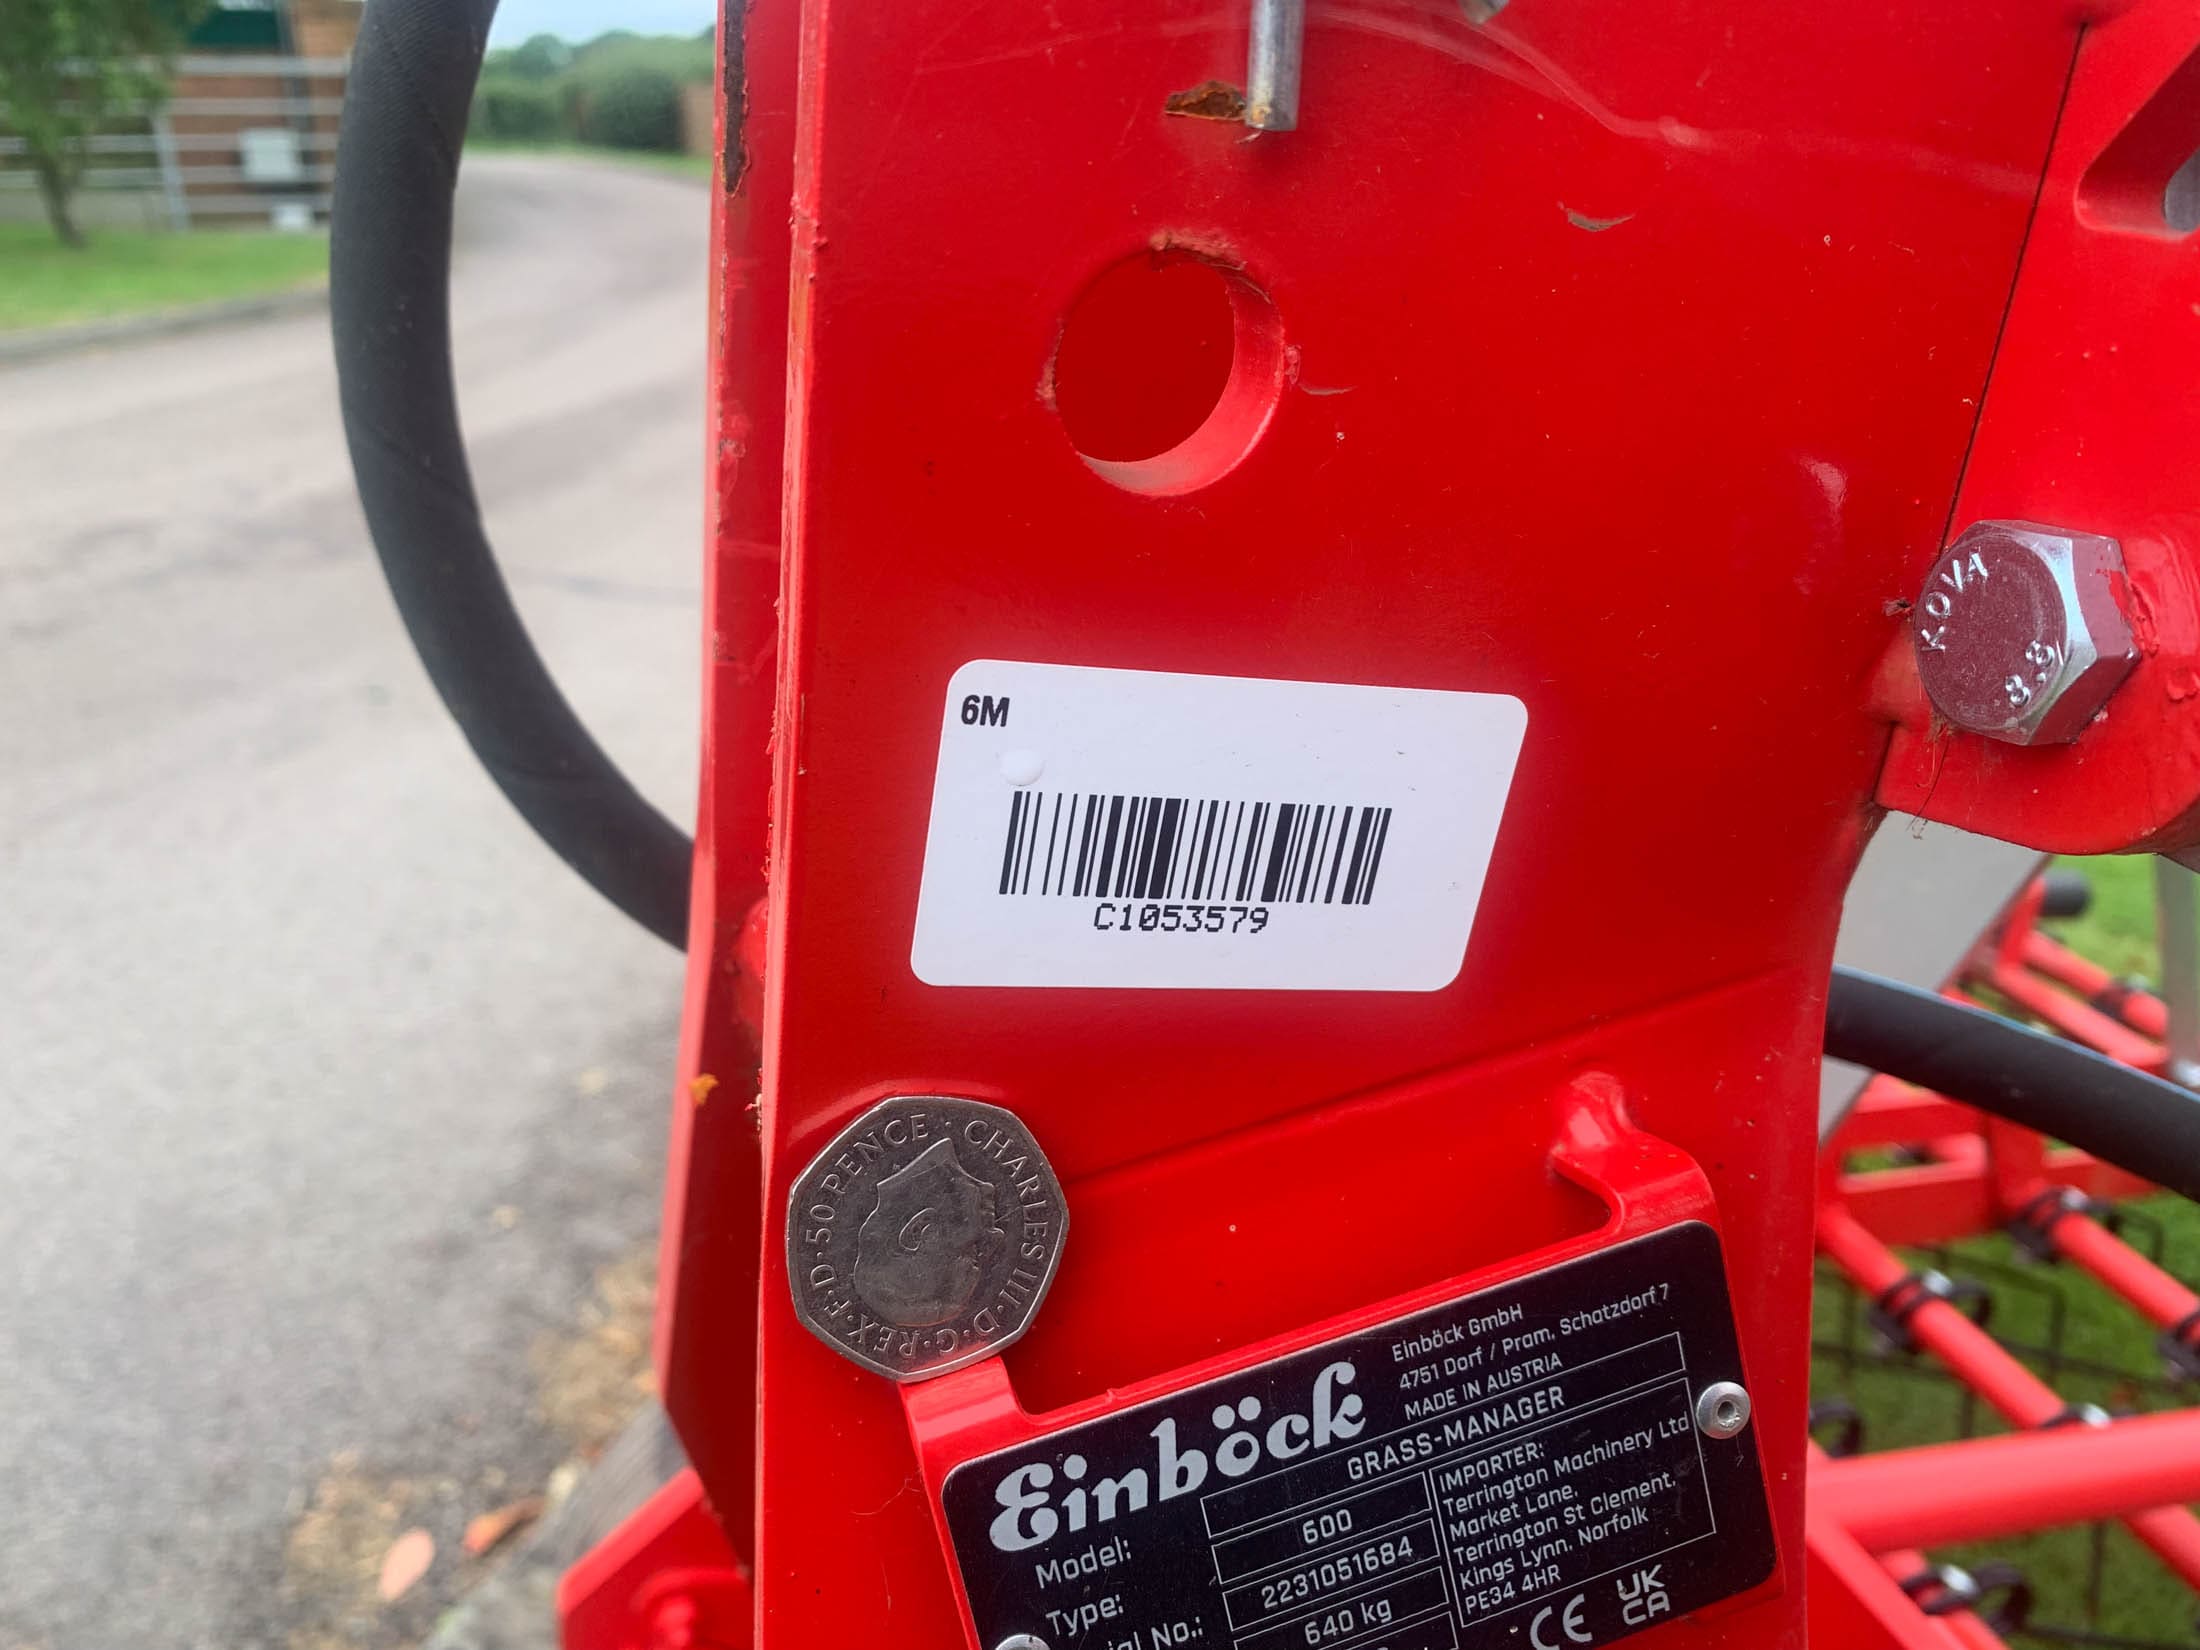 KOVA
8.8
6M
C1053579
F·D·50·PENCE·CHARLES III·D·G·REX·
Einböck
Einböck GmbH
4751 Dorf / Pram, Schatzdorf 7
MADE IN AUSTRIA
GRASS-MANAGER
Model:
600
Type:
2231051684
ial No.:
640 kg
IMPORTER:
Terrington Machinery Ltd
Market Lane,
Terrington St Clement,
Kings Lynn, Norfolk
PE34 4HR
CE
UK
CA